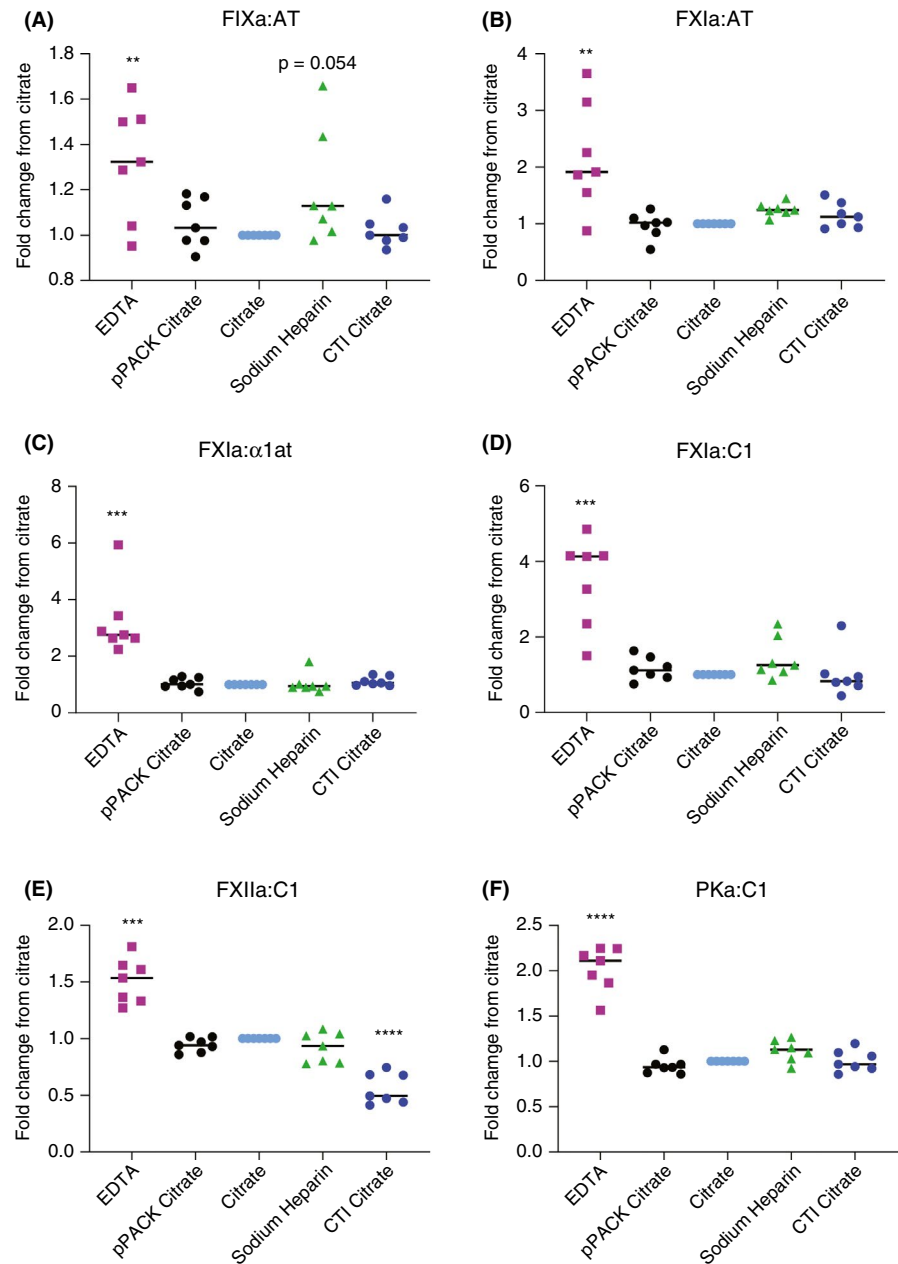 (A)
FIXa:AT
Fold chamge from citrate
1.8
1.6
1.4
1.2
1.0
0.8
**
p = 0.054
EDTA
pPACK Citrate
Citrate
Sodium Heparin
CTI Citrate
(B)
FXIa:AT
Fold chamge from citrate
4
3
2
1
0
**
EDTA
pPACK Citrate
Citrate
Sodium Heparin
CTI Citrate
(C)
FXIa:α1at
Fold chamge from citrate
8
6
4
2
0
***
EDTA
pPACK Citrate
Citrate
Sodium Heparin
CTI Citrate
(D)
FXIa:C1
Fold chamge from citrate
6
4
2
0
***
EDTA
pPACK Citrate
Citrate
Sodium Heparin
CTI Citrate
(E)
FXIIa:C1
Fold chamge from citrate
2.0
1.5
1.0
0.5
0.0
***
****
EDTA
pPACK Citrate
Citrate
Sodium Heparin
CTI Citrate
(F)
PKa:C1
Fold chamge from citrate
2.5
2.0
1.5
1.0
0.5
0.0
****
EDTA
pPACK Citrate
Citrate
Sodium Heparin
CTI Citrate